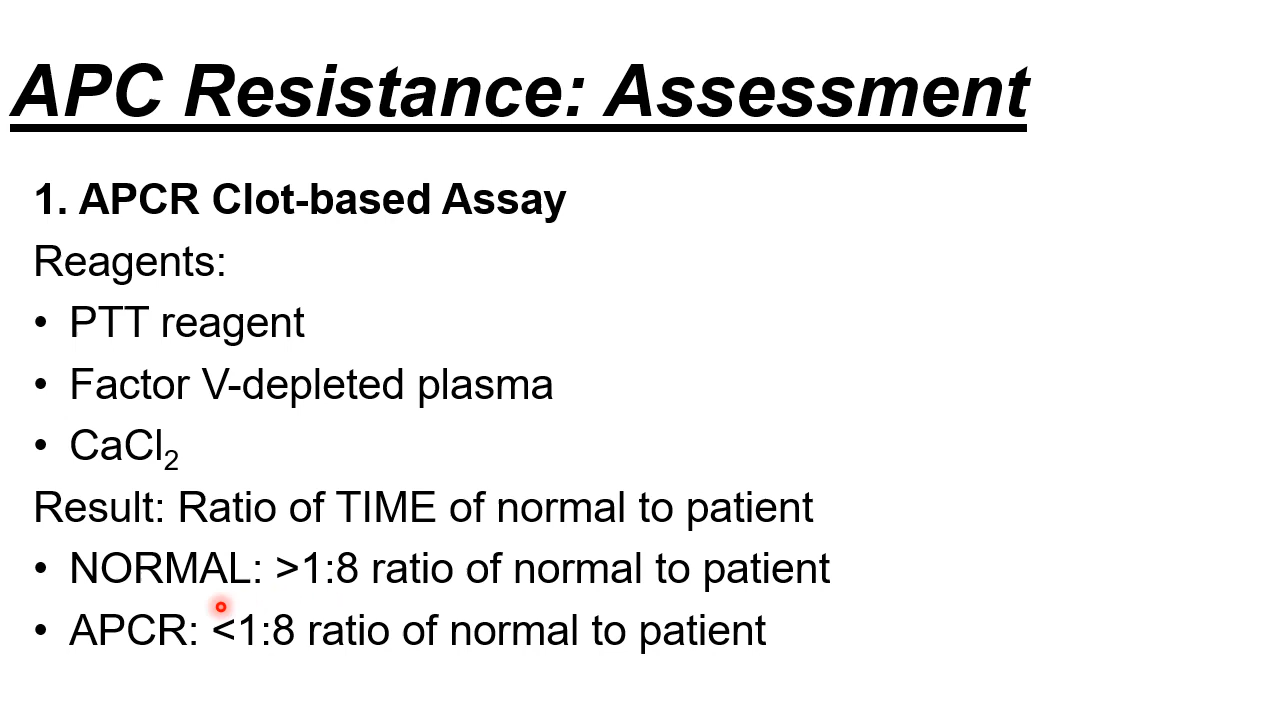 APC Resistance: Assessment
1. APCR Clot-based Assay
Reagents:
• PTT reagent
• Factor V-depleted plasma
• CaCl₂
Result: Ratio of TIME of normal to patient
• NORMAL: >1:8 ratio of normal to patient
• APCR: <1:8 ratio of normal to patient